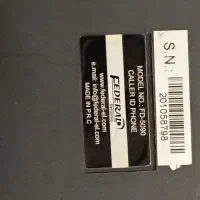 MODEL NO.: FD-5090
CALLER ID PHONE
FEDERAL
www.federal-el.com
e.mail: info@federal-el.com
MADE IN P.R.C
S.N.:
201058798